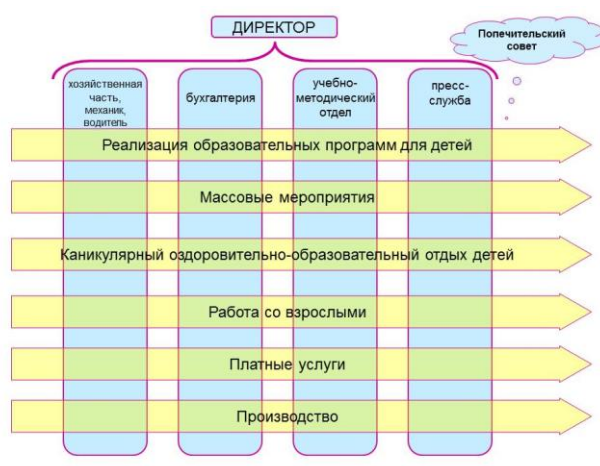 ДИРЕКТОР
Попечительский
совет
хозяйственная
часть,
механик,
водитель
бухгалтерия
учебно-
методический
отдел
пресс-
служба
Реализация образовательных программ для детей
Массовые мероприятия
Каникулярный оздоровительно-образовательный отдых детей
Работа со взрослыми
Платные услуги
Производство